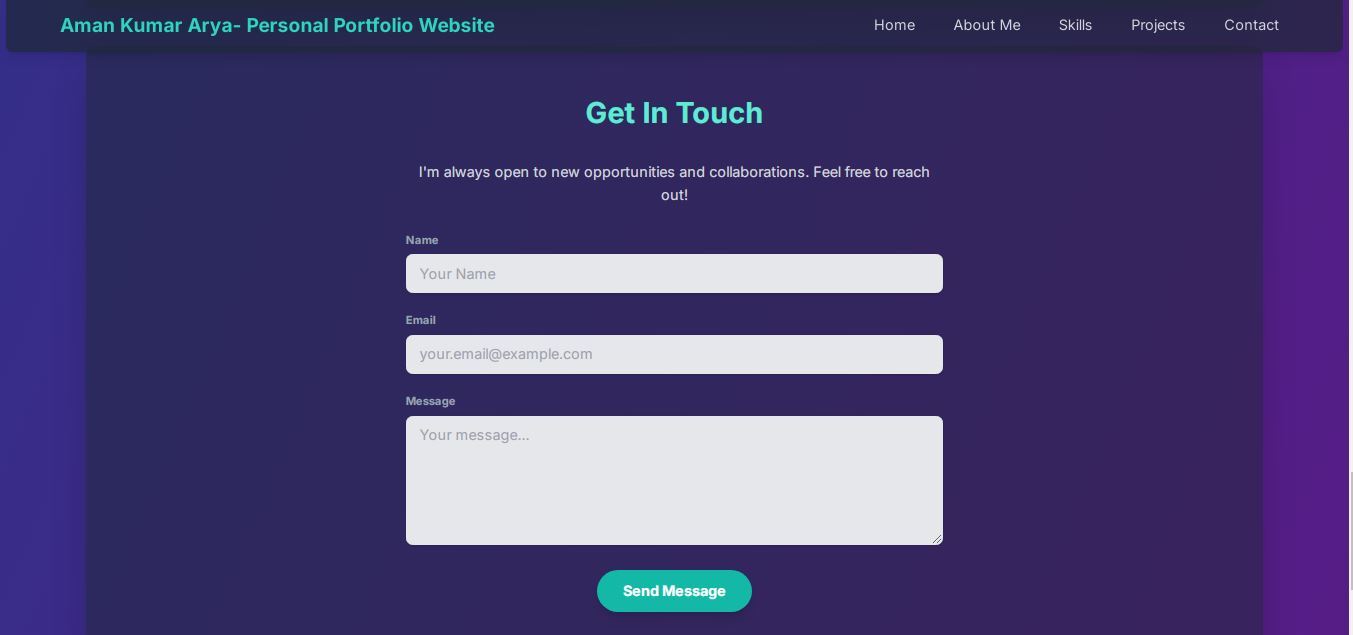 Aman Kumar Arya- Personal Portfolio Website
Home About Me Skills Projects Contact
Get In Touch
I'm always open to new opportunities and collaborations. Feel free to reach
out!
Name
Your Name
Email
your.email@example.com
Message
Your message...
Send Message